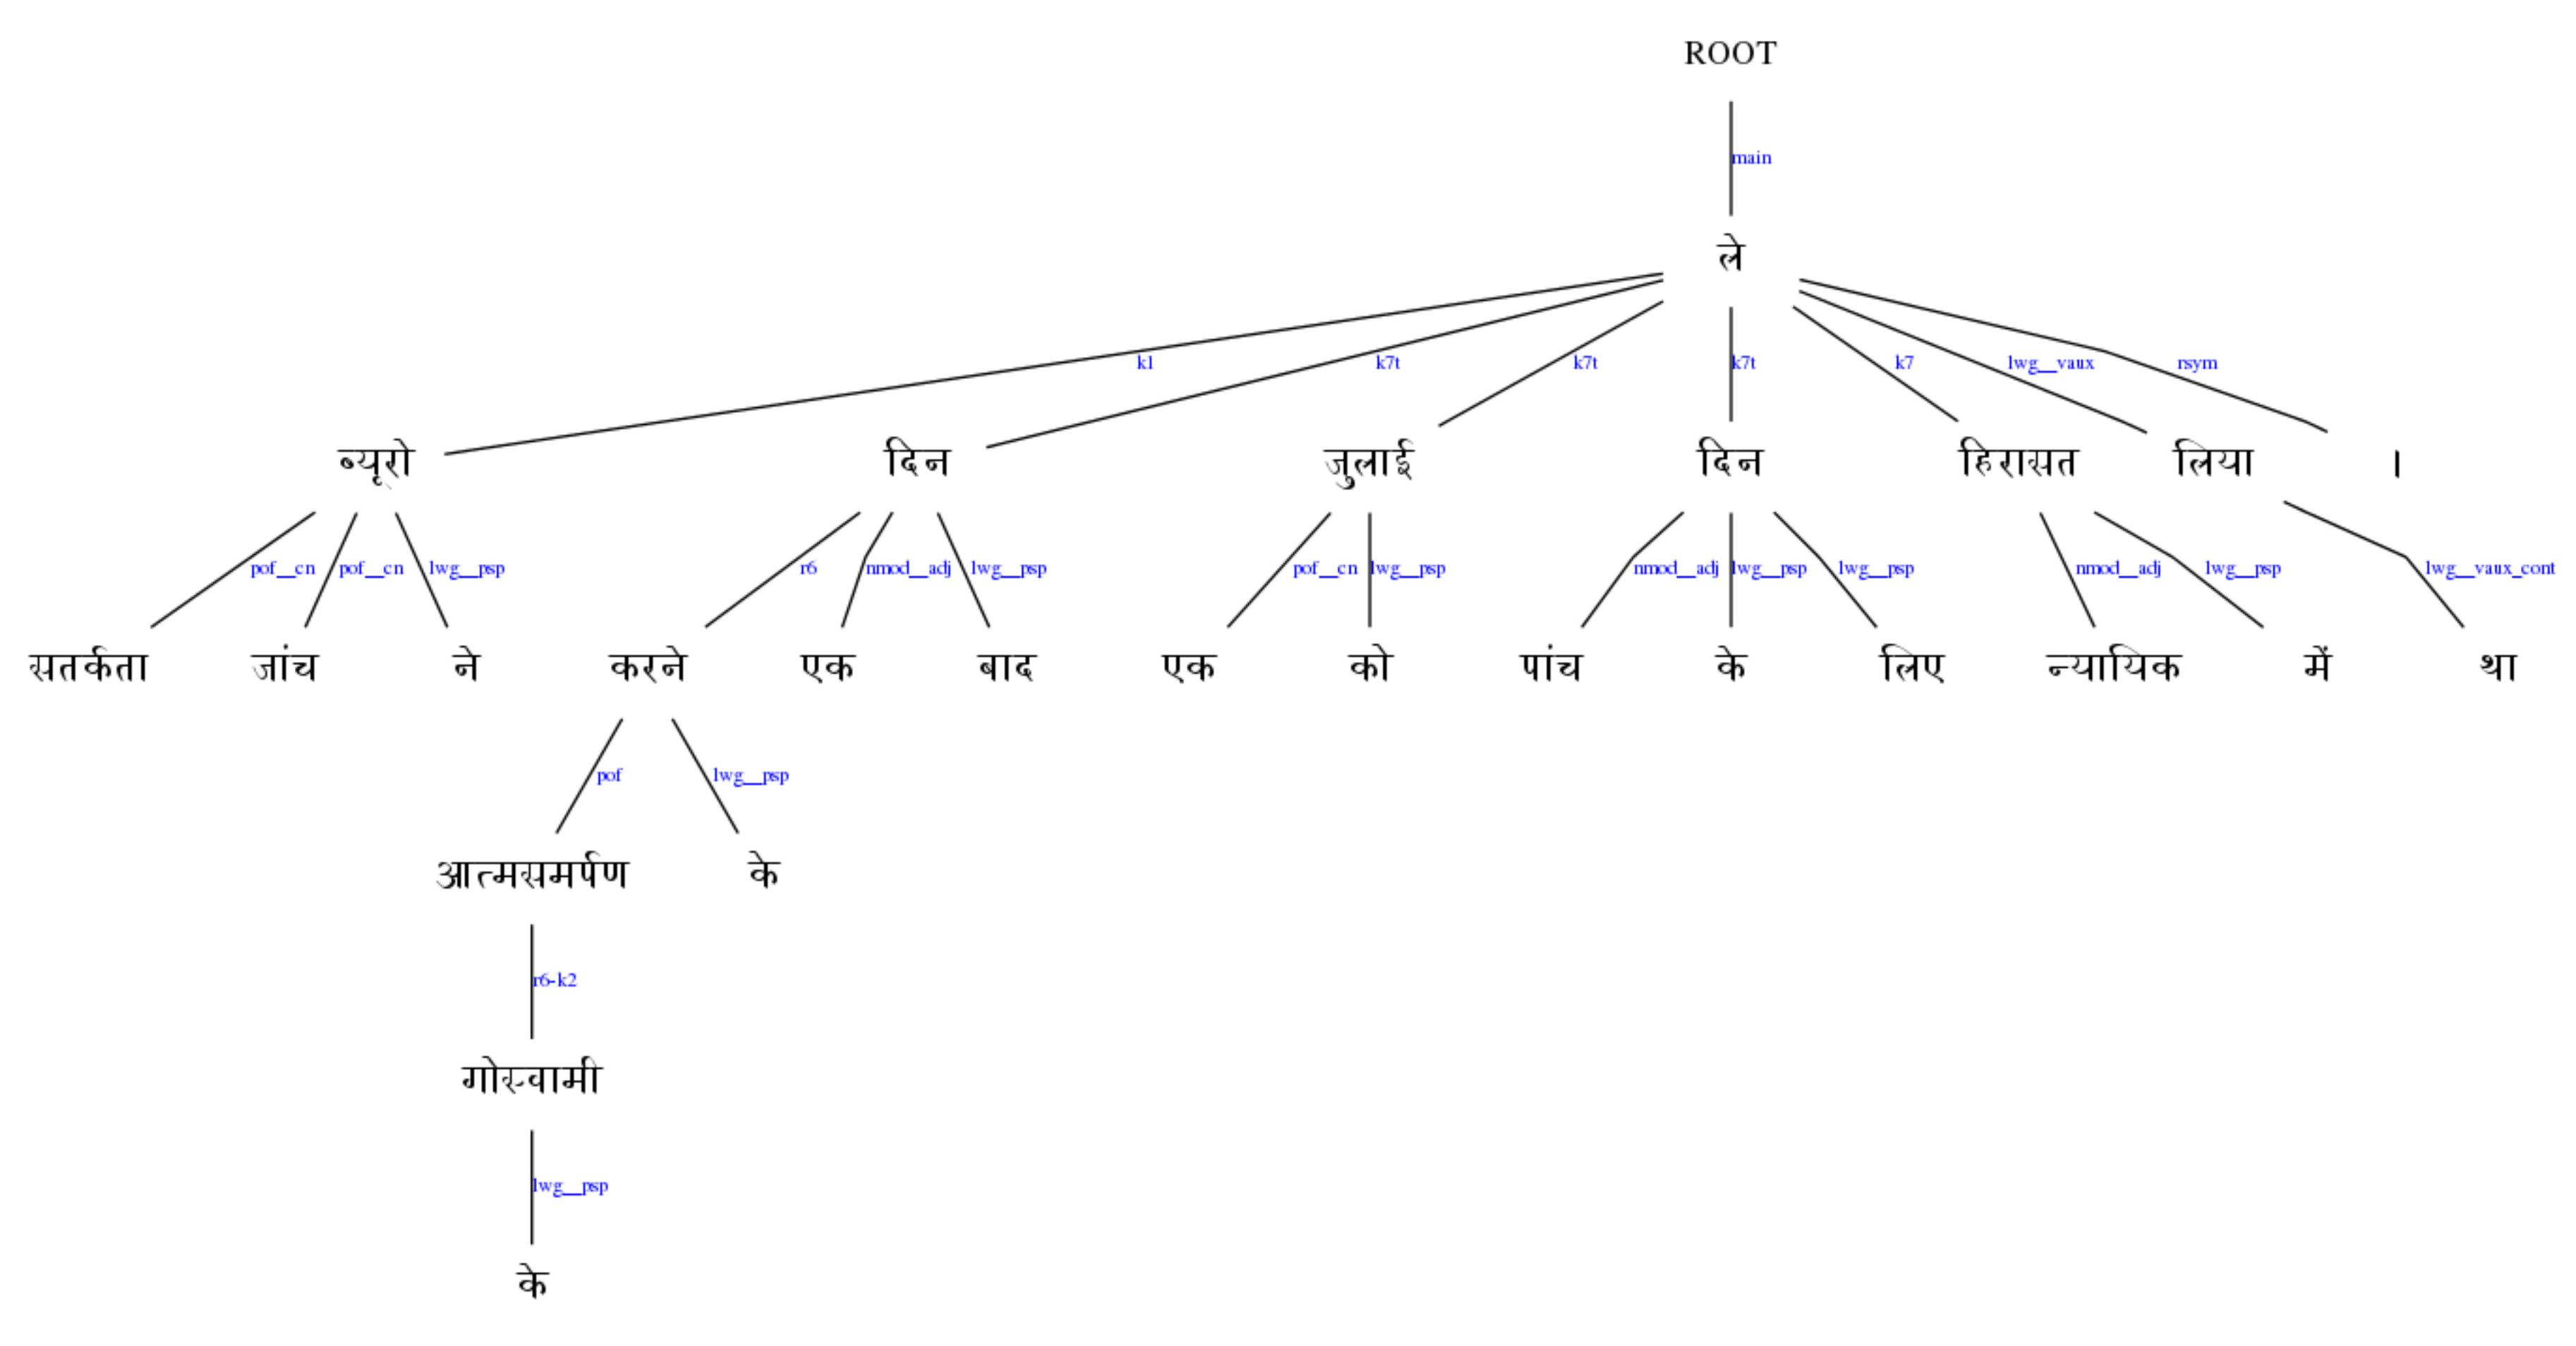 ROOT
main
ले
k1 k7t k7t k7t k7 lwg__vaux rsym
ब्यूरो दिन जुलाई दिन हिरासत लिया ।
pof__cn pof__cn lwg__psp r6 nmod__adj lwg__psp pof__cn lwg__psp nmod__adj lwg__psp lwg__psp nmod__adj lwg__psp lwg__vaux_cont
सतर्कता जांच ने करने एक बाद एक को पांच के लिए न्यायिक में था
pof lwg__psp
आत्मसमर्पण के
r6-k2
गोस्वामी
lwg__psp
के